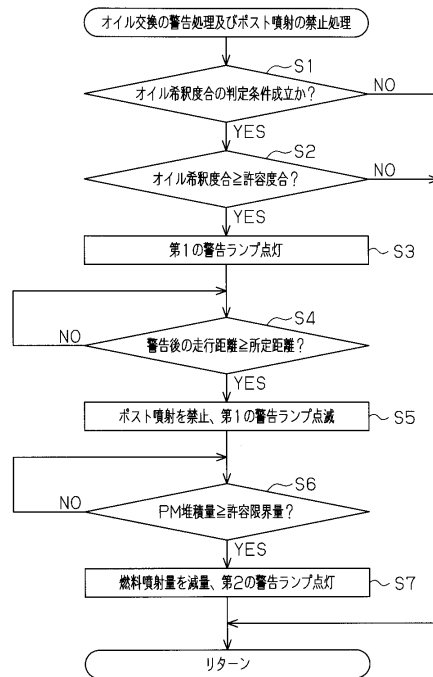 オイル交換の警告処理及びポスト噴射の禁止処理
S1
オイル希釈度合の判定条件成立か？
NO
YES
S2
オイル希釈度合≧許容度合？
NO
YES
第1の警告ランプ点灯
S3
S4
警告後の走行距離≧所定距離？
NO
YES
ポスト噴射を禁止、第1の警告ランプ点滅
S5
S6
PM堆積量≧許容限界量？
NO
YES
燃料噴射量を減量、第2の警告ランプ点灯
S7
リターン